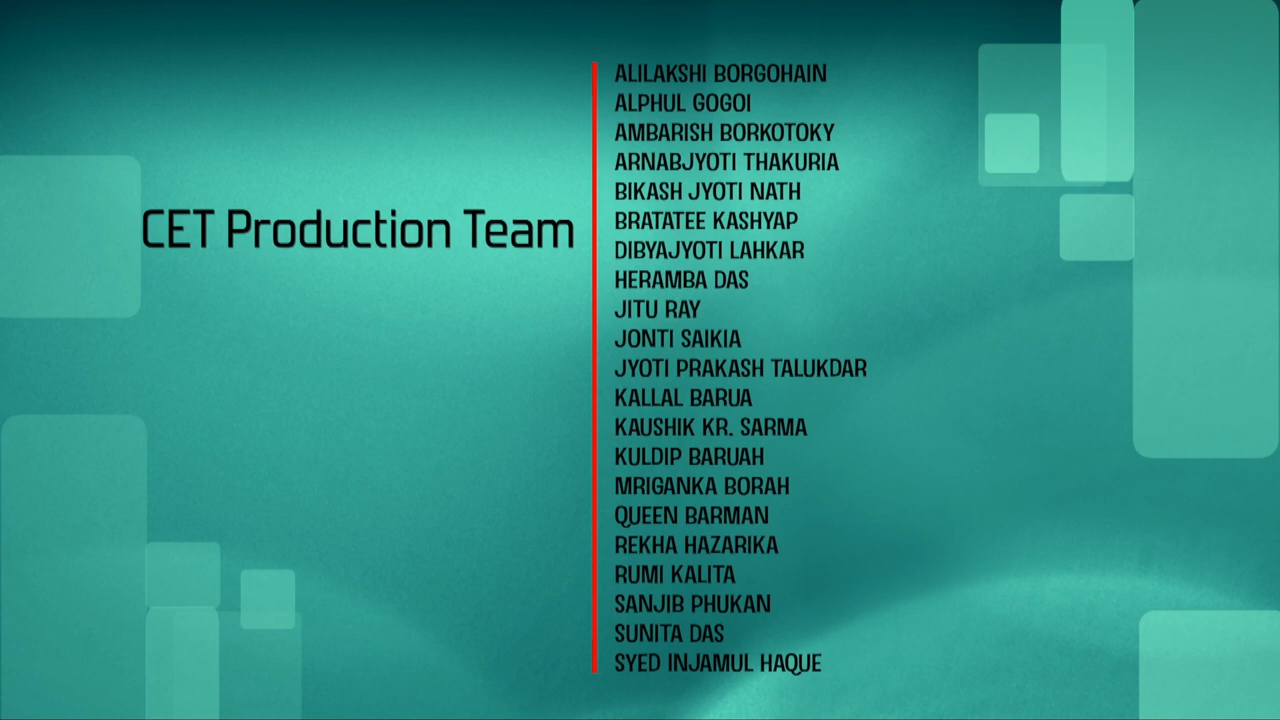 CET Production Team
ALILAKSHI BORGOHAIN
ALPHUL GOGOI
AMBARISH BORKOTOKY
ARNABJYOTI THAKURIA
BIKASH JYOTI NATH
BRATATEE KASHYAP
DIBYAJYOTI LAHKAR
HERAMBA DAS
JITU RAY
JONTI SAIKIA
JYOTI PRAKASH TALUKDAR
KALLAL BARUA
KAUSHIK KR. SARMA
KULDIP BARUAH
MRIGANKA BORAH
QUEEN BARMAN
REKHA HAZARIKA
RUMI KALITA
SANJIB PHUKAN
SUNITA DAS
SYED INJAMUL HAQUE